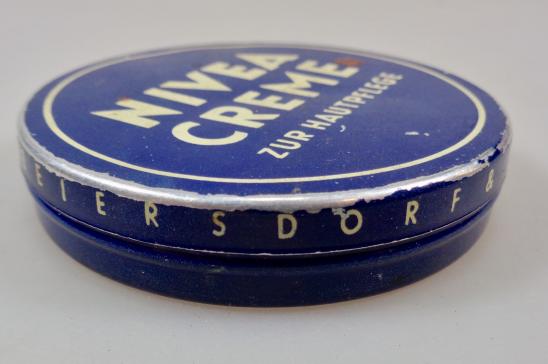 NIVEA
CREME
ZUR HAUTPFLEGE
EIERSDORF &